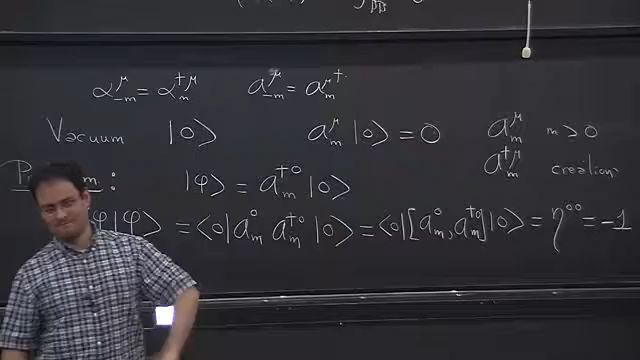 α^μ_{-m} = α^{†μ}_m   a^μ_{-m} = a^{μ†}_m
Vacuum |0⟩   a^μ_m |0⟩ = 0   a^μ_m m>0
a^{†μ}_m creation
|φ⟩ = a^{†0}_m |0⟩
|φ⟩ = ⟨0| a^0_m a^{†0}_m |0⟩ = ⟨0| [a^0_m, a^{†0}_m] |0⟩ = η^{00} = -1